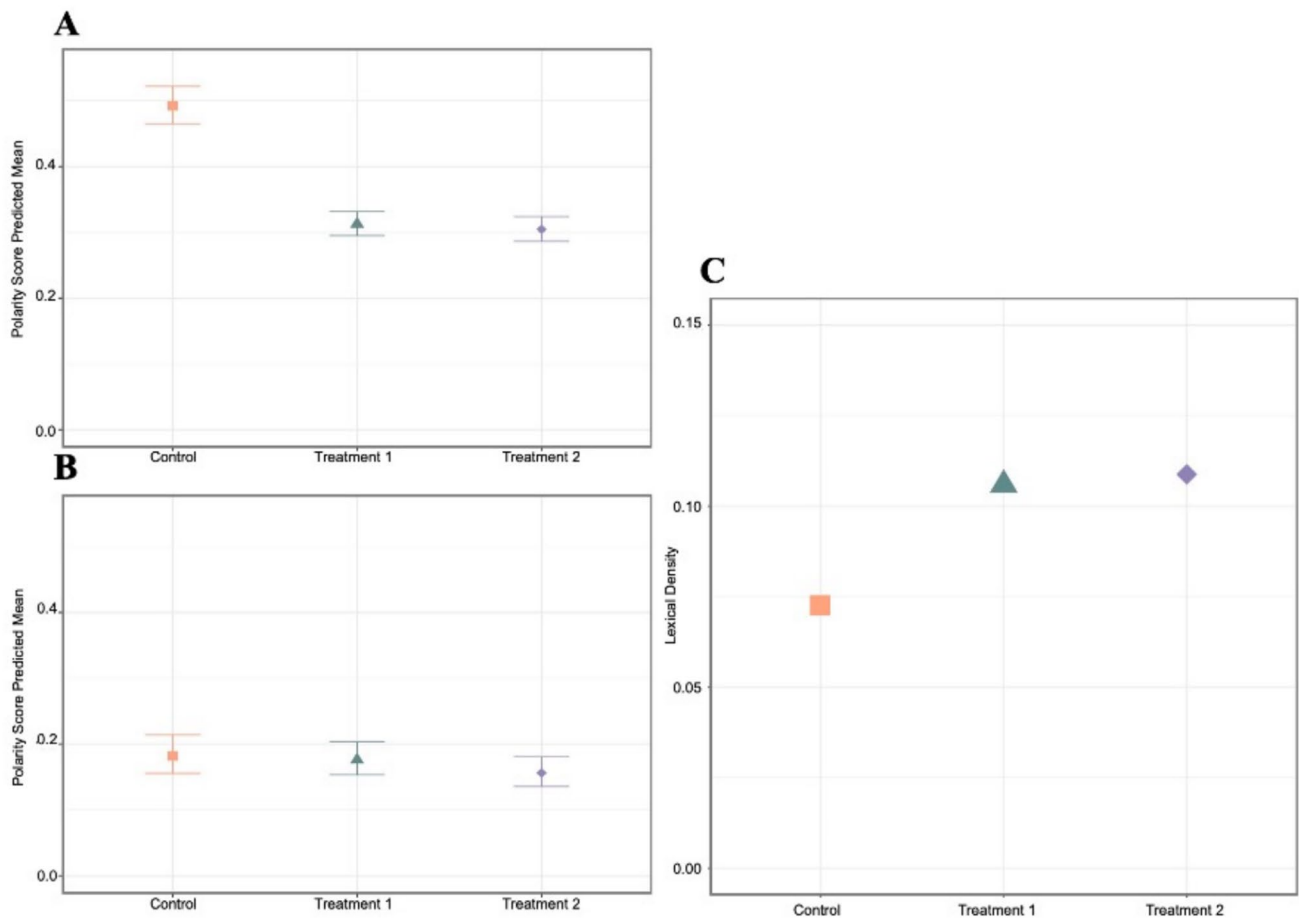 A
Polarity Score Predicted Mean
0.4
0.2
0.0
Control Treatment 1 Treatment 2
B
Polarity Score Predicted Mean
0.4
0.2
0.0
Control Treatment 1 Treatment 2
C
Lexical Density
0.15
0.10
0.05
0.00
Control Treatment 1 Treatment 2